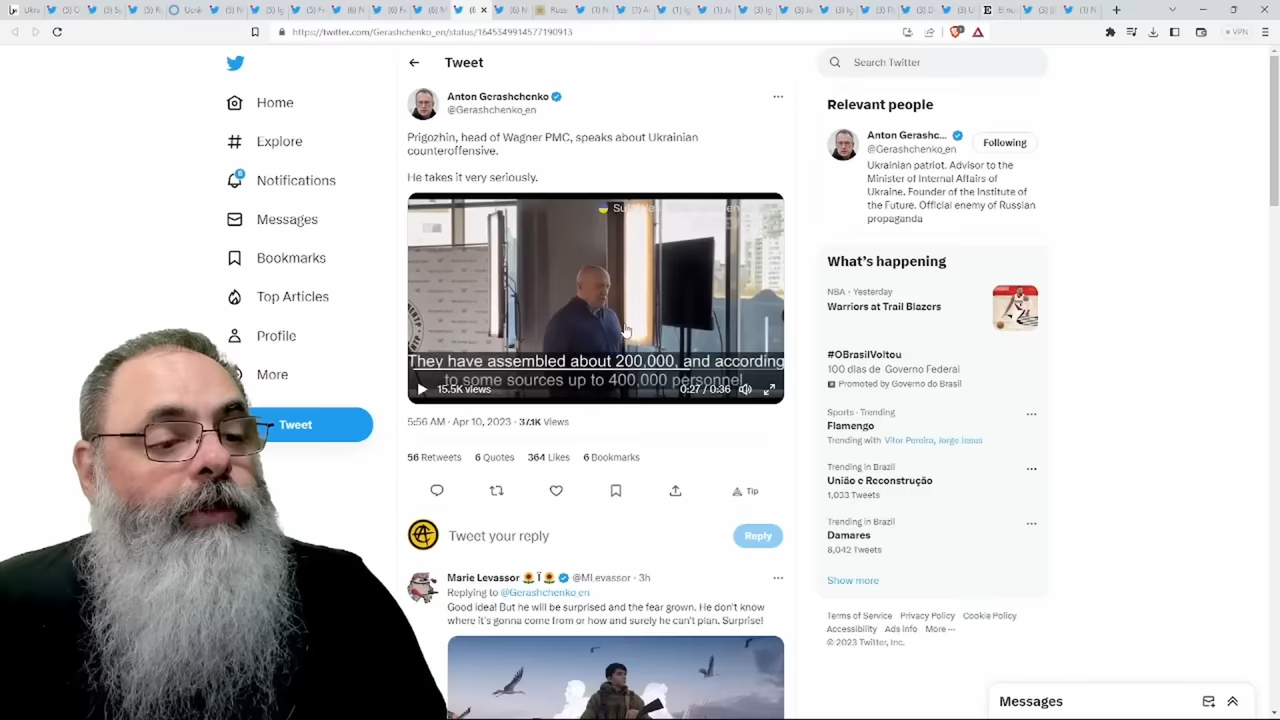 https://twitter.com/Gerashchenko_en/status/1645349914577190913
VPN
Home
Explore
6
Notifications
Messages
Bookmarks
Top Articles
Profile
More
Tweet
Tweet
Anton Gerashchenko
@Gerashchenko_en
Prigozhin, head of Wagner PMC, speaks about Ukrainian
counteroffensive.
He takes it very seriously.
They have assembled about 200,000, and according
to some sources up to 400,000 personnel
15.5K views
0:27 / 0:36
5:56 AM · Apr 10, 2023 · 37.1K Views
56 Retweets 6 Quotes 364 Likes 6 Bookmarks
Tip
Tweet your reply
Reply
Marie Levassor 🌻 Ï 🌻 @MLevassor · 3h
Replying to @Gerashchenko_en
Good idea! But he will be surprised and the fear grown. He don't know
where it's gonna come from or how and surely he can't plan. Surprise!
Search Twitter
Relevant people
Anton Gerashc...
@Gerashchenko_en
Following
Ukrainian patriot. Advisor to the
Minister of Internal Affairs of
Ukraine. Founder of the Institute of
the Future. Official enemy of Russian
propaganda
What's happening
NBA · Yesterday
Warriors at Trail Blazers
#OBrasilVoltou
100 dias de Governo Federal
Promoted by Governo do Brasil
Sports · Trending
Flamengo
Trending with Vitor Pereira, Jorge Jesus
Trending in Brazil
União e Reconstrução
1,033 Tweets
Trending in Brazil
Damares
8,042 Tweets
Show more
Terms of Service Privacy Policy Cookie Policy
Accessibility Ads info More ···
© 2023 Twitter, Inc.
Messages